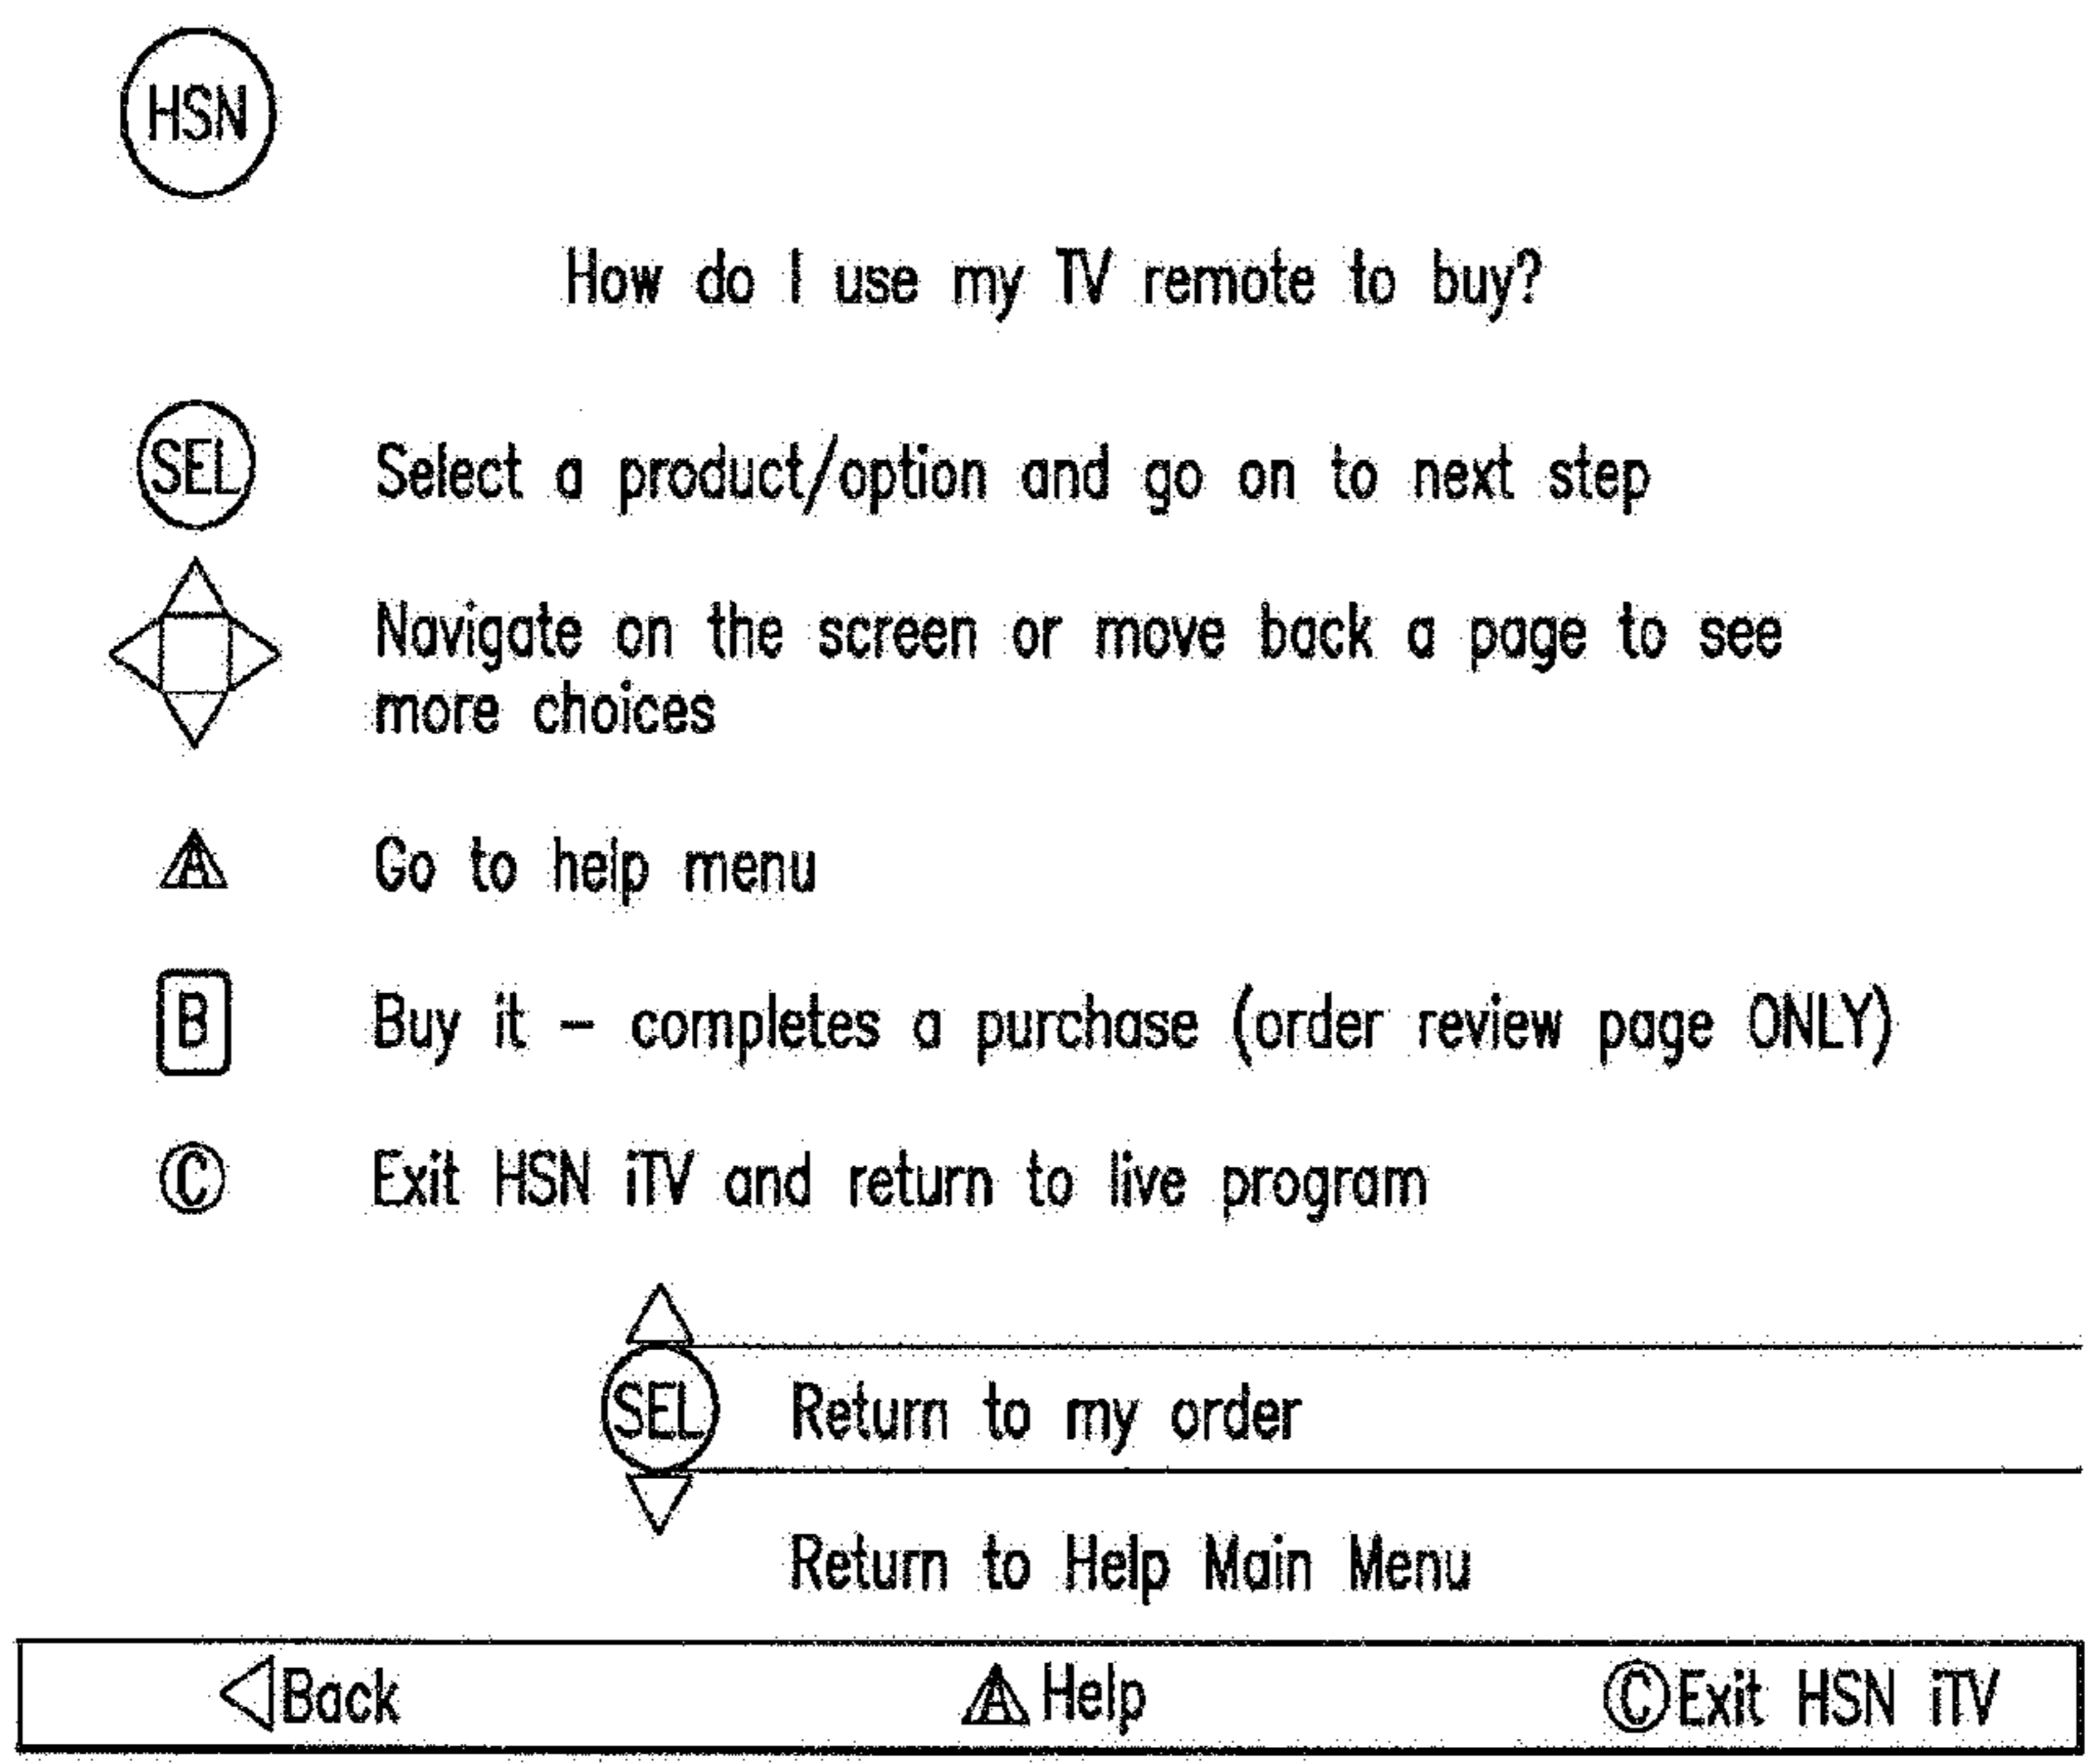 HSN
How do I use my TV remote to buy?
SEL Select a product/option and go on to next step
Navigate on the screen or move back a page to see
more choices
A Go to help menu
B Buy it – completes a purchase (order review page ONLY)
C Exit HSN iTV and return to live program
SEL Return to my order
Return to Help Main Menu
Back A Help C Exit HSN iTV